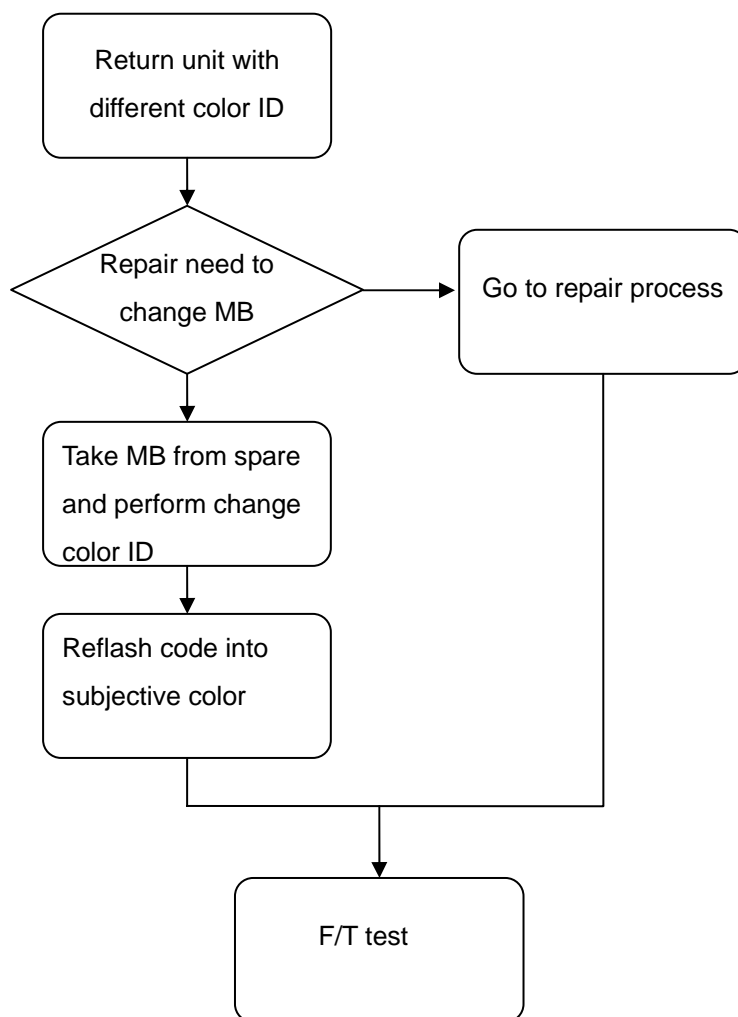 Return unit with
different color ID
Repair need to
change MB
Go to repair process
Take MB from spare
and perform change
color ID
Reflash code into
subjective color
F/T test